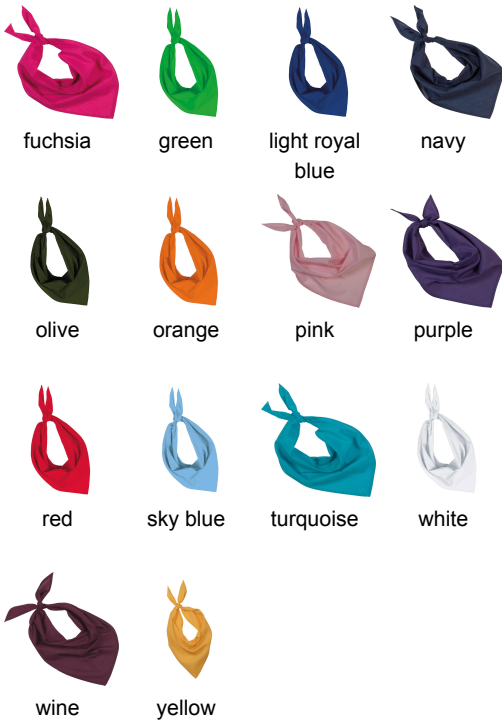 fuchsia
green
light royal
blue
navy
olive
orange
pink
purple
red
sky blue
turquoise
white
wine
yellow